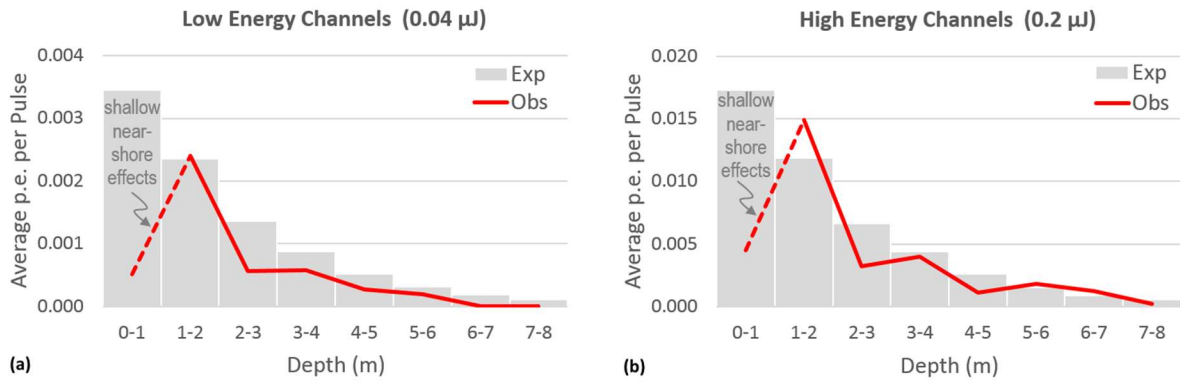 Low Energy Channels (0.04 µJ)
0.004
0.003
0.002
0.001
0.000
Average p.e. per Pulse
Exp
Obs
shallow
near-
shore
effects
0-1 1-2 2-3 3-4 4-5 5-6 6-7 7-8
Depth (m)
(a)
High Energy Channels (0.2 µJ)
0.020
0.015
0.010
0.005
0.000
Average p.e. per Pulse
Exp
Obs
shallow
near-
shore
effects
0-1 1-2 2-3 3-4 4-5 5-6 6-7 7-8
Depth (m)
(b)